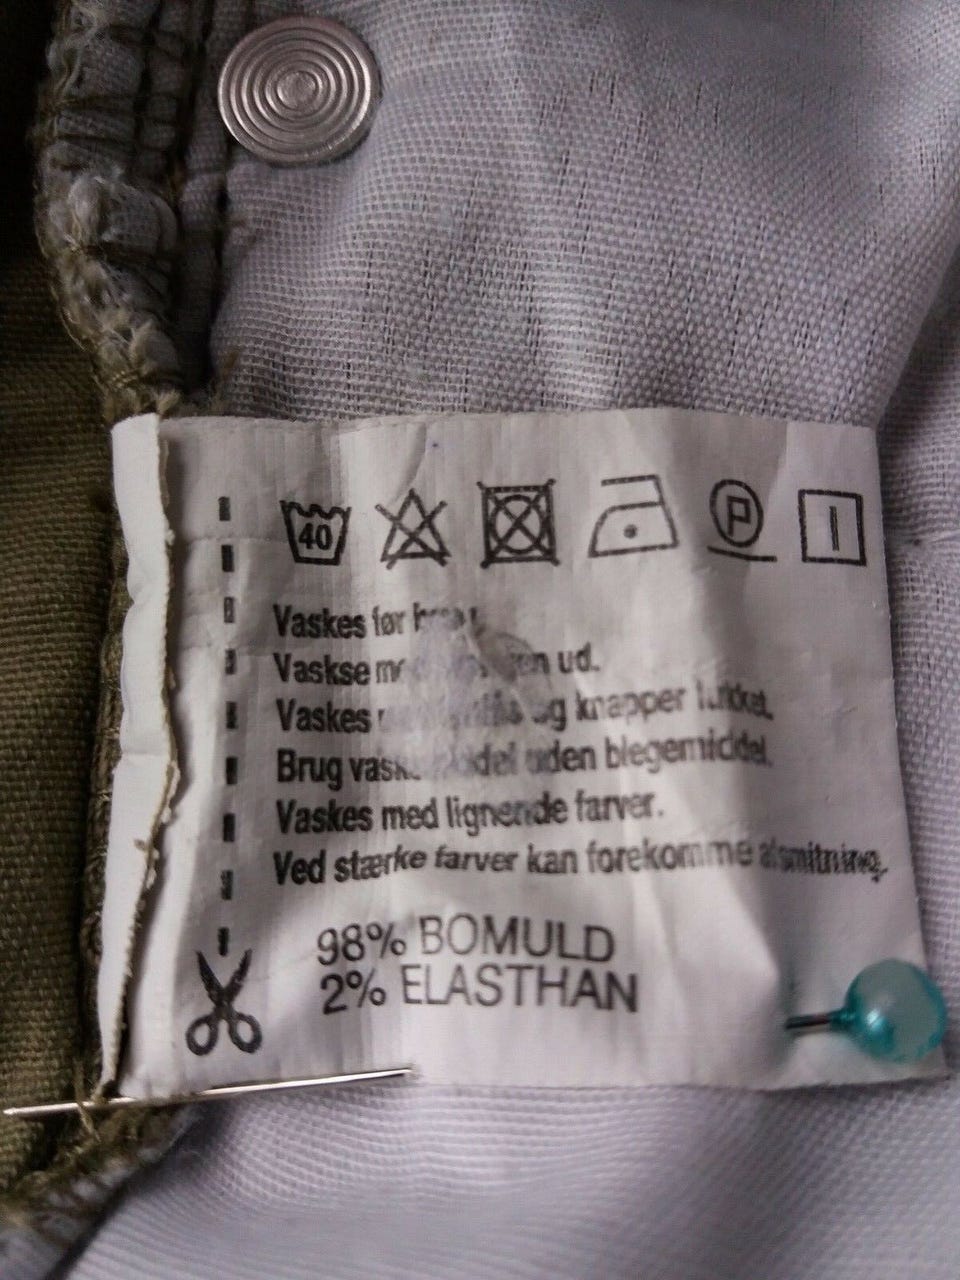 40
P
Vaskes før
Vaskse ud.
Vaskes og knapper lukket.
Brug uden blegemiddel.
Vaskes med lignende farver.
Ved stærke farver kan forekomme afsmitning.
98% BOMULD
2% ELASTHAN